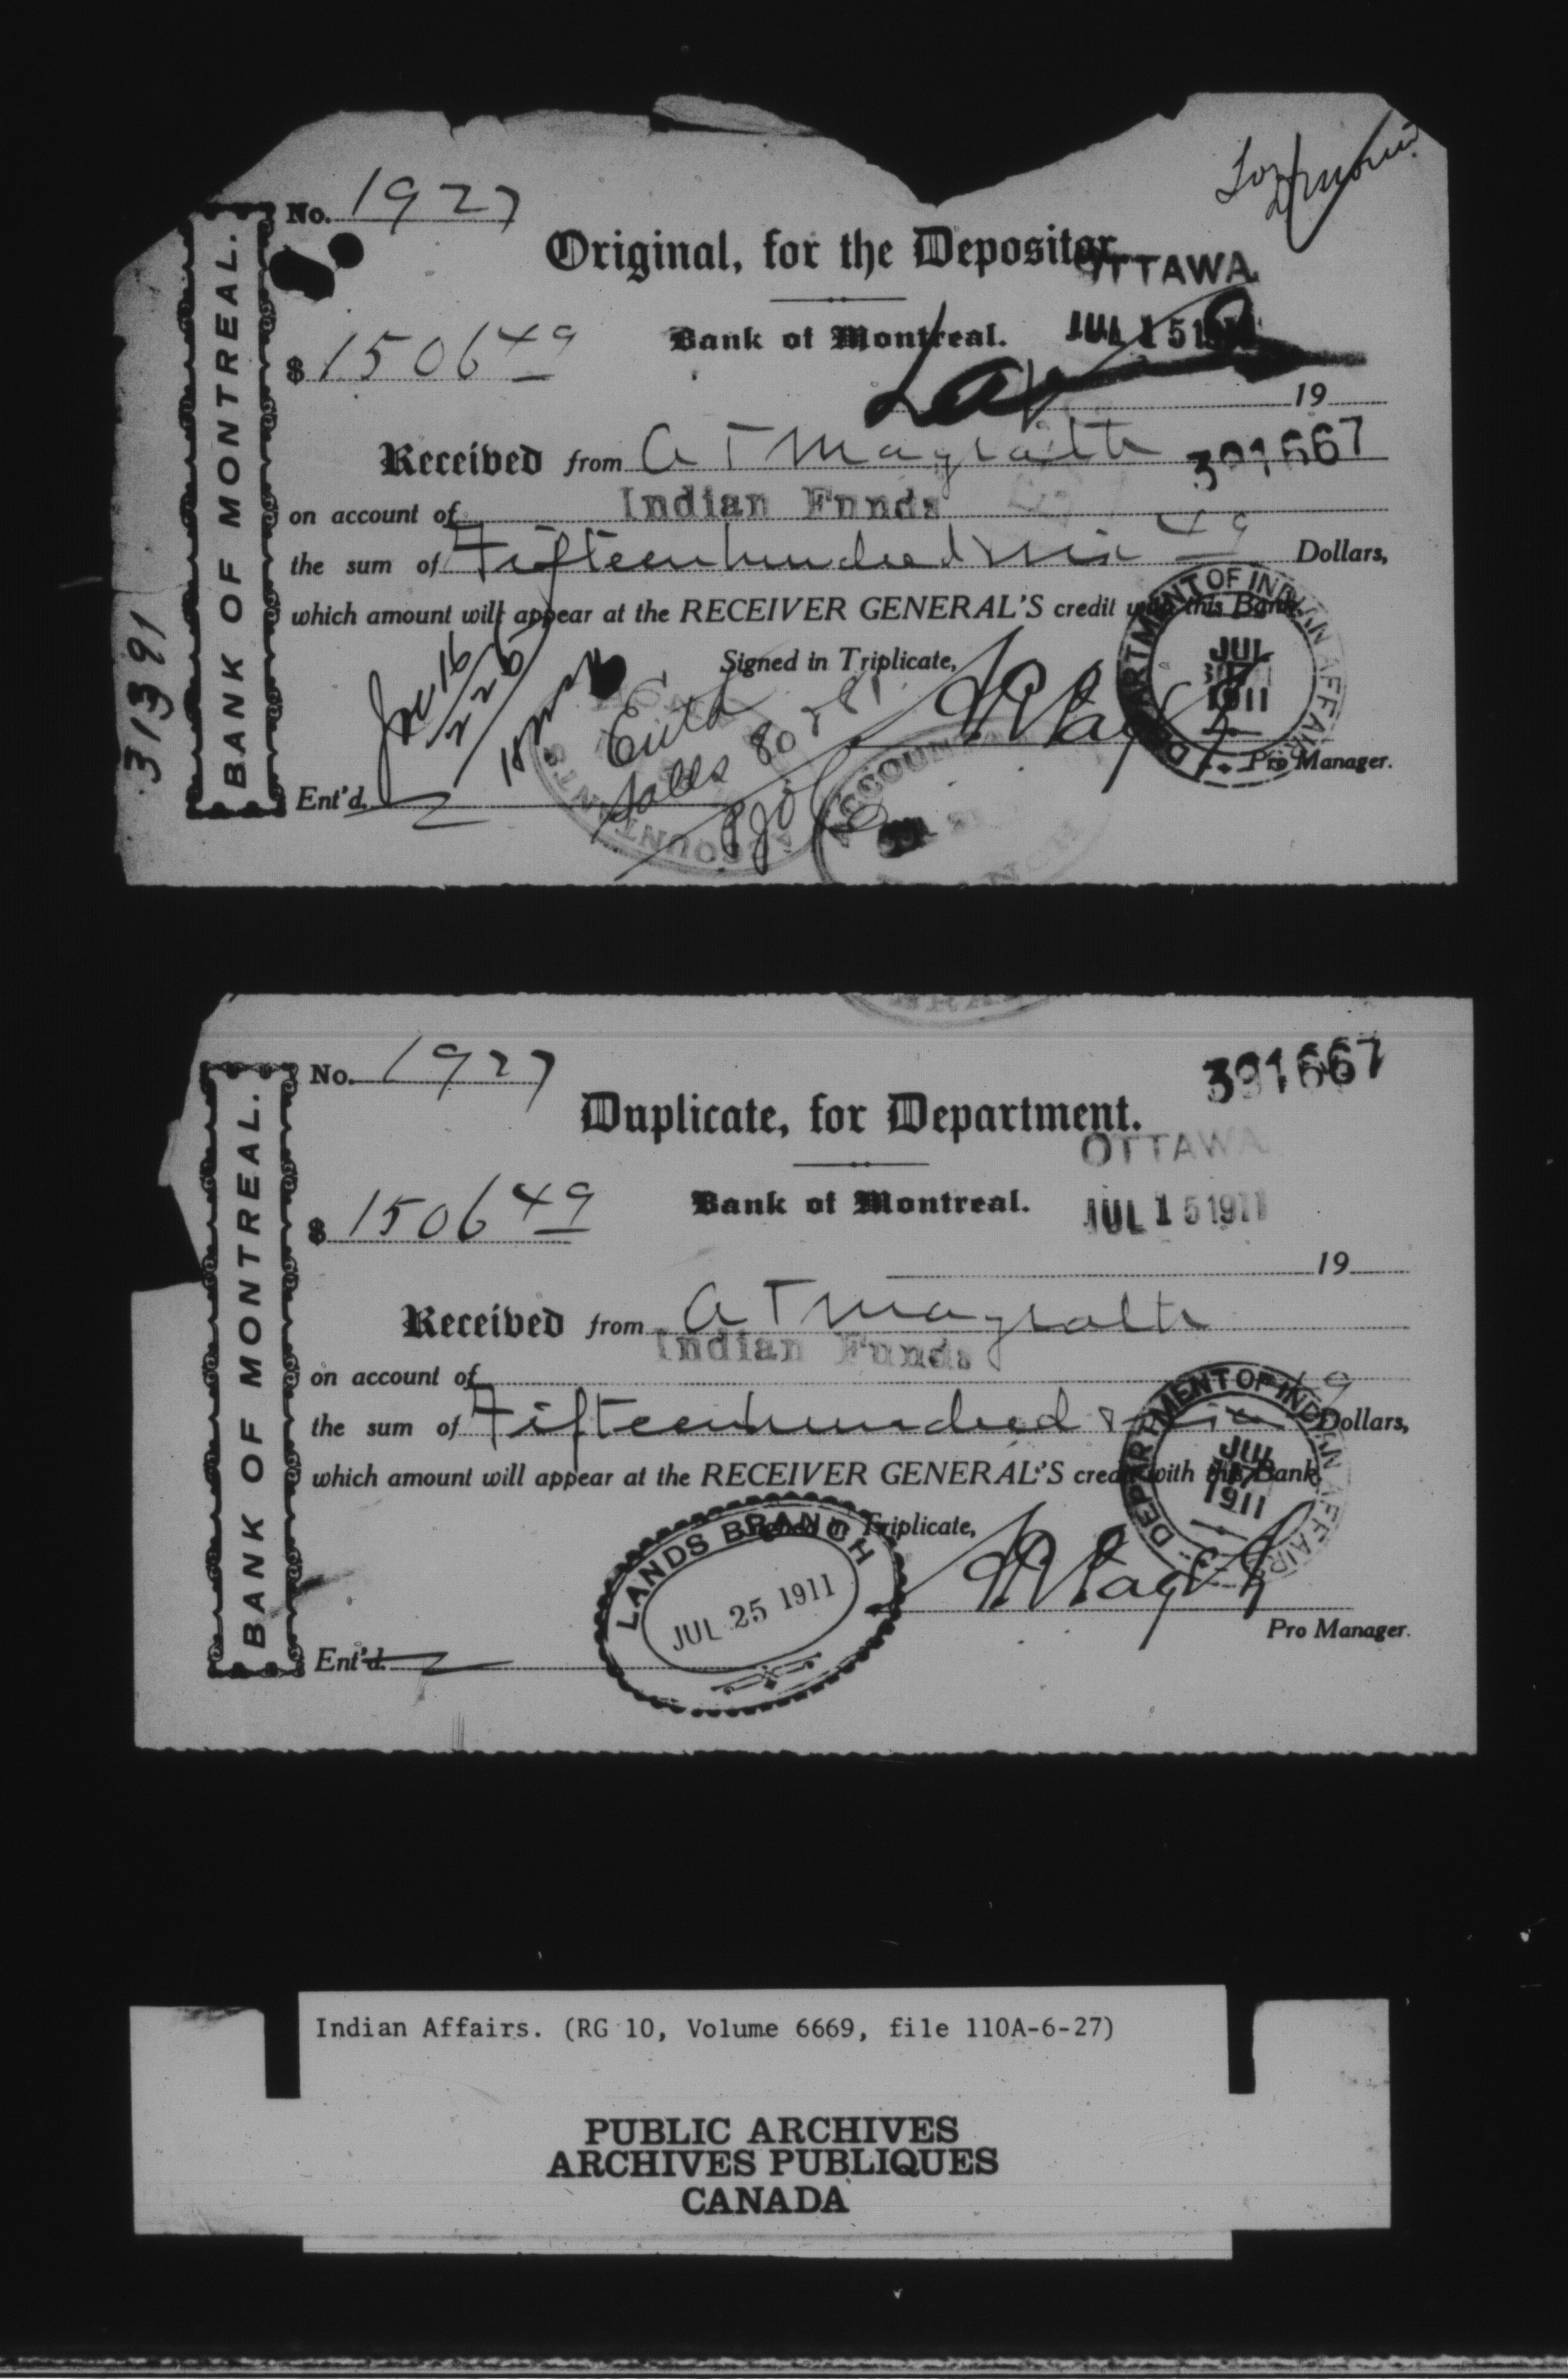 No. 1927
Original, for the Depositor
OTTAWA
$ 1506 49
Bank of Montreal.
JUL 15 1911
19
Received from A T Magrath
391667
on account of Indian Funds
the sum of Fifteen hundred & six 49 Dollars,
which amount will appear at the RECEIVER GENERAL'S credit with this Bank.
Signed in Triplicate,
DEPARTMENT OF INDIAN AFFAIRS
JUL 17 1911
Ent'd.
Pro Manager.
BANK OF MONTREAL.
31391
ACCOUNTANT'S
ACCOUNTANT'S BRANCH
No. 1927
391667
Duplicate, for Department.
OTTAWA
$ 1506 49
Bank of Montreal.
JUL 15 1911
19
Received from A T Magrath
on account of Indian Funds
the sum of Fifteen hundred & six 49 Dollars,
which amount will appear at the RECEIVER GENERAL'S credit with this Bank.
Signed in Triplicate,
DEPARTMENT OF INDIAN AFFAIRS
JUL 17 1911
LANDS BRANCH
JUL 25 1911
Ent'd.
Pro Manager.
BANK OF MONTREAL.
Indian Affairs. (RG 10, Volume 6669, file 110A-6-27)
PUBLIC ARCHIVES
ARCHIVES PUBLIQUES
CANADA